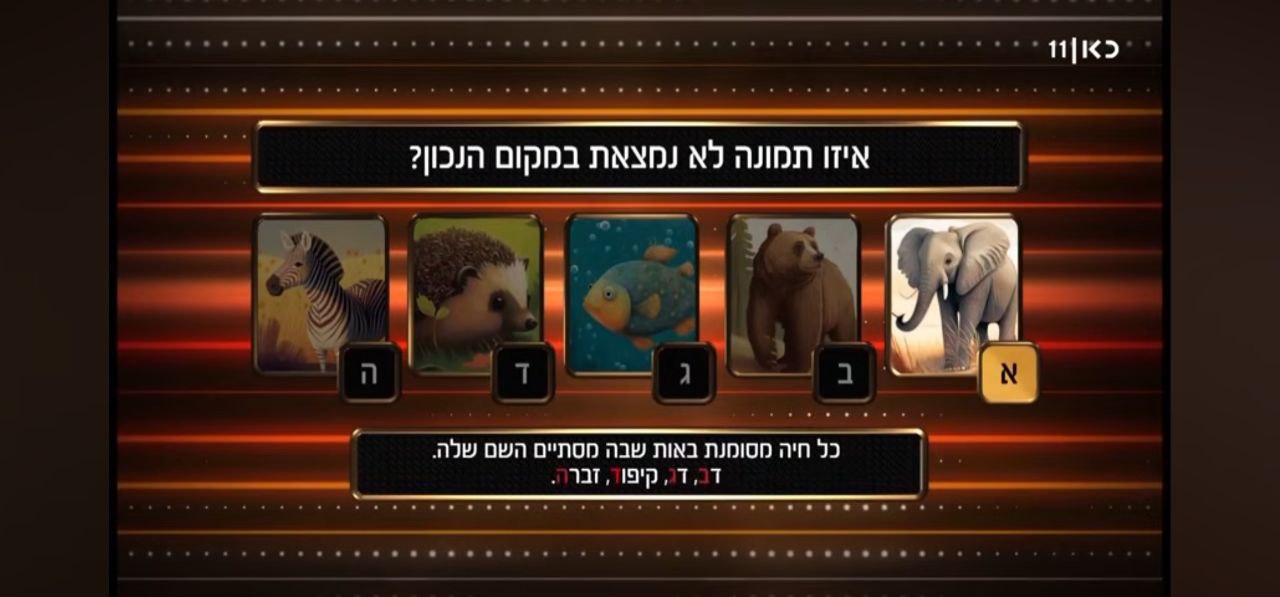 כאן|11
איזו תמונה לא נמצאת במקום הנכון?
א
ב
ג
ד
ה
כל חיה מסומנת באות שבה מסתיים השם שלה.
דב, דג, קיפוד, זברה.